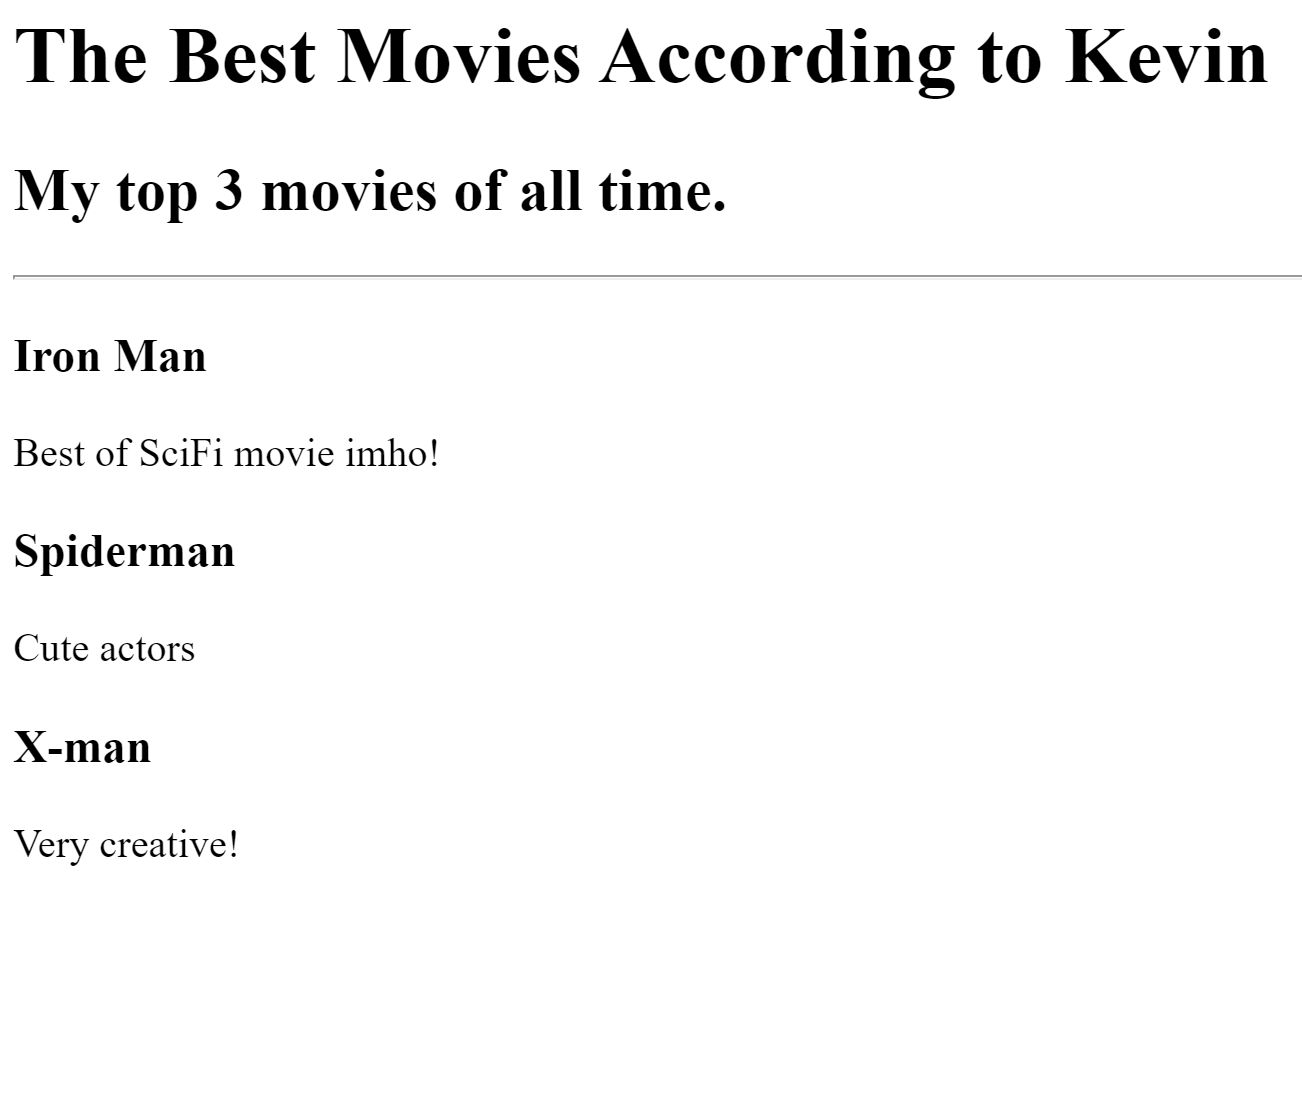 The Best Movies According to Kevin
My top 3 movies of all time.
Iron Man
Best of SciFi movie imho!
Spiderman
Cute actors
X-man
Very creative!